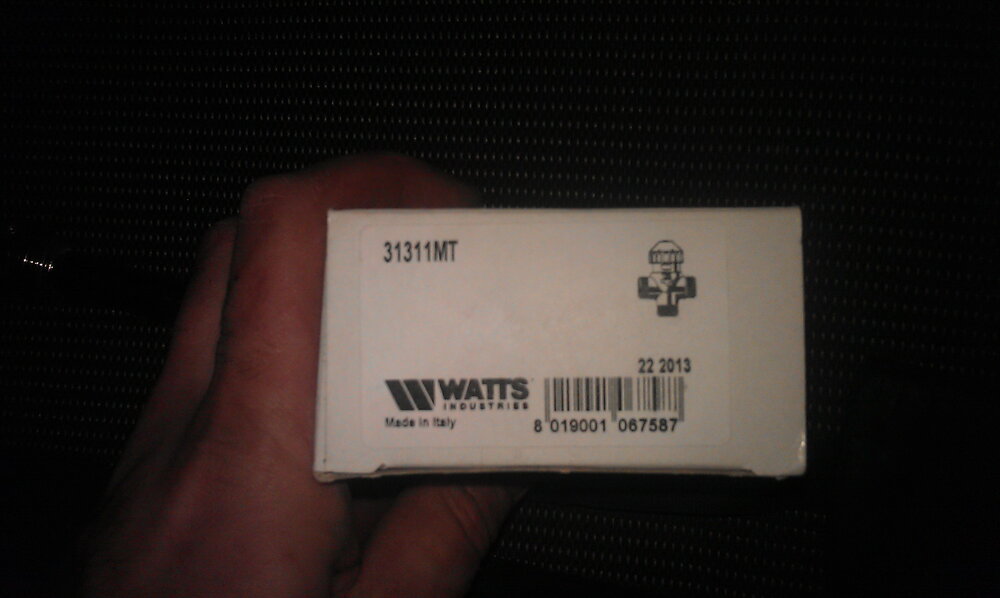 31311MT
22 2013
WATTS
INDUSTRIES
Made in Italy
8 019001 067587